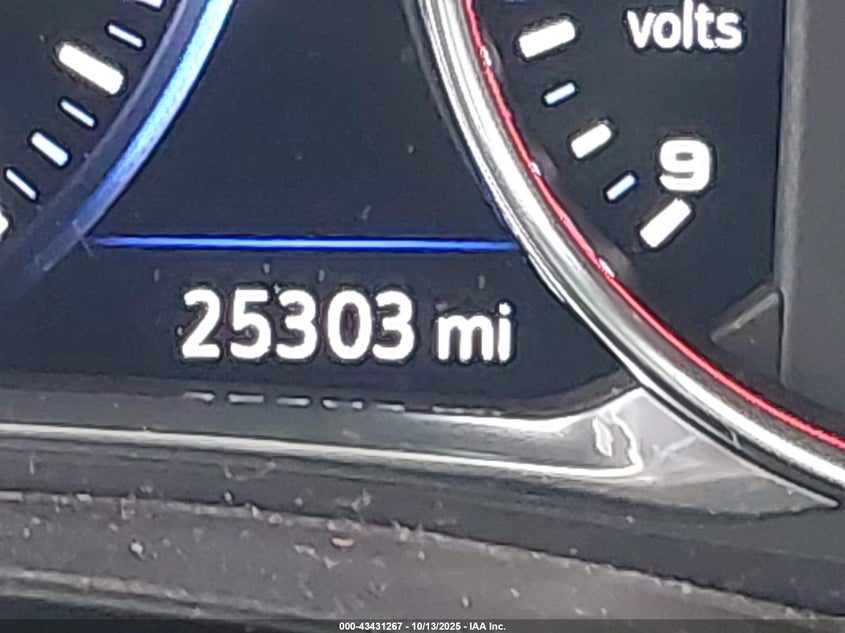 volts
9
25303 mi
000-43431267 - 10/13/2025 - IAA Inc.